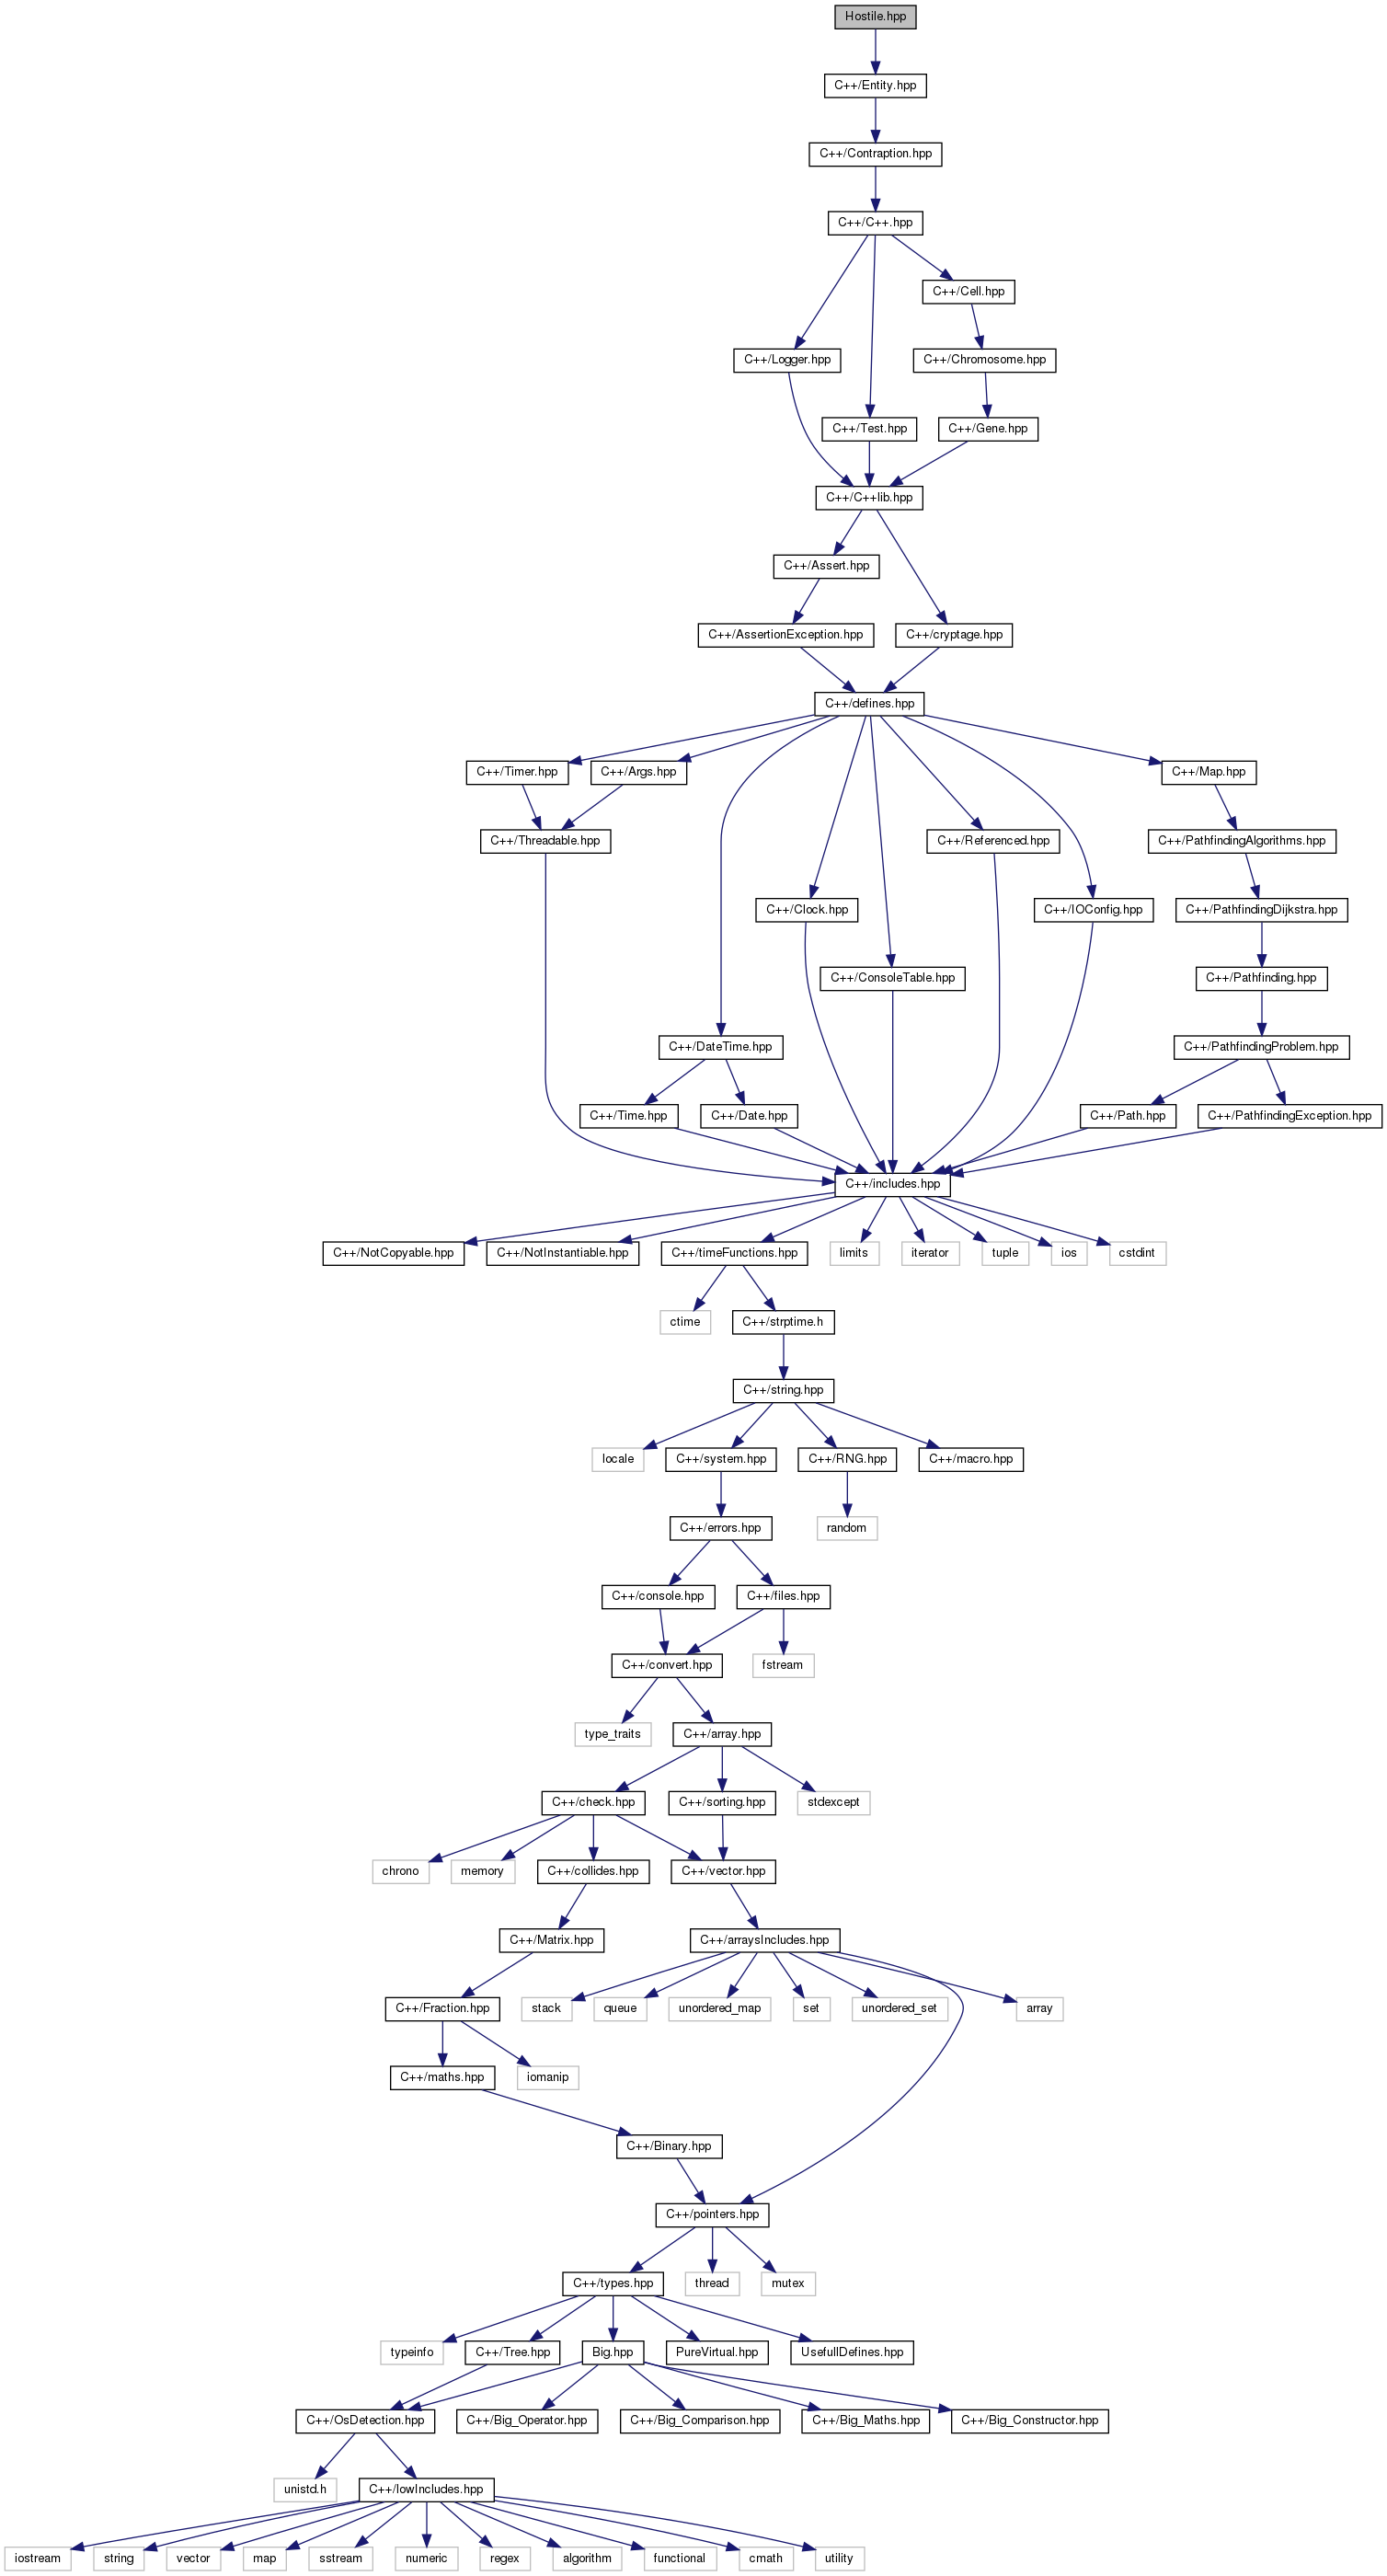 Hostile.hpp
C++/Entity.hpp
C++/Contraption.hpp
C++/C++.hpp
C++/Cell.hpp
C++/Logger.hpp
C++/Chromosome.hpp
C++/Test.hpp
C++/Gene.hpp
C++/C++lib.hpp
C++/Assert.hpp
C++/AssertionException.hpp
C++/cryptage.hpp
C++/defines.hpp
C++/Timer.hpp
C++/Args.hpp
C++/Map.hpp
C++/Threadable.hpp
C++/Referenced.hpp
C++/PathfindingAlgorithms.hpp
C++/Clock.hpp
C++/IOConfig.hpp
C++/PathfindingDijkstra.hpp
C++/ConsoleTable.hpp
C++/Pathfinding.hpp
C++/DateTime.hpp
C++/PathfindingProblem.hpp
C++/Time.hpp
C++/Date.hpp
C++/Path.hpp
C++/PathfindingException.hpp
C++/includes.hpp
C++/NotCopyable.hpp
C++/NotInstantiable.hpp
C++/timeFunctions.hpp
limits
iterator
tuple
ios
cstdint
ctime
C++/strptime.h
C++/string.hpp
locale
C++/system.hpp
C++/RNG.hpp
C++/macro.hpp
C++/errors.hpp
random
C++/console.hpp
C++/files.hpp
C++/convert.hpp
fstream
type_traits
C++/array.hpp
C++/check.hpp
C++/sorting.hpp
stdexcept
chrono
memory
C++/collides.hpp
C++/vector.hpp
C++/Matrix.hpp
C++/arraysIncludes.hpp
C++/Fraction.hpp
stack
queue
unordered_map
set
unordered_set
array
C++/maths.hpp
iomanip
C++/Binary.hpp
C++/pointers.hpp
C++/types.hpp
thread
mutex
typeinfo
C++/Tree.hpp
Big.hpp
PureVirtual.hpp
UsefullDefines.hpp
C++/OsDetection.hpp
C++/Big_Operator.hpp
C++/Big_Comparison.hpp
C++/Big_Maths.hpp
C++/Big_Constructor.hpp
unistd.h
C++/lowIncludes.hpp
iostream
string
vector
map
sstream
numeric
regex
algorithm
functional
cmath
utility